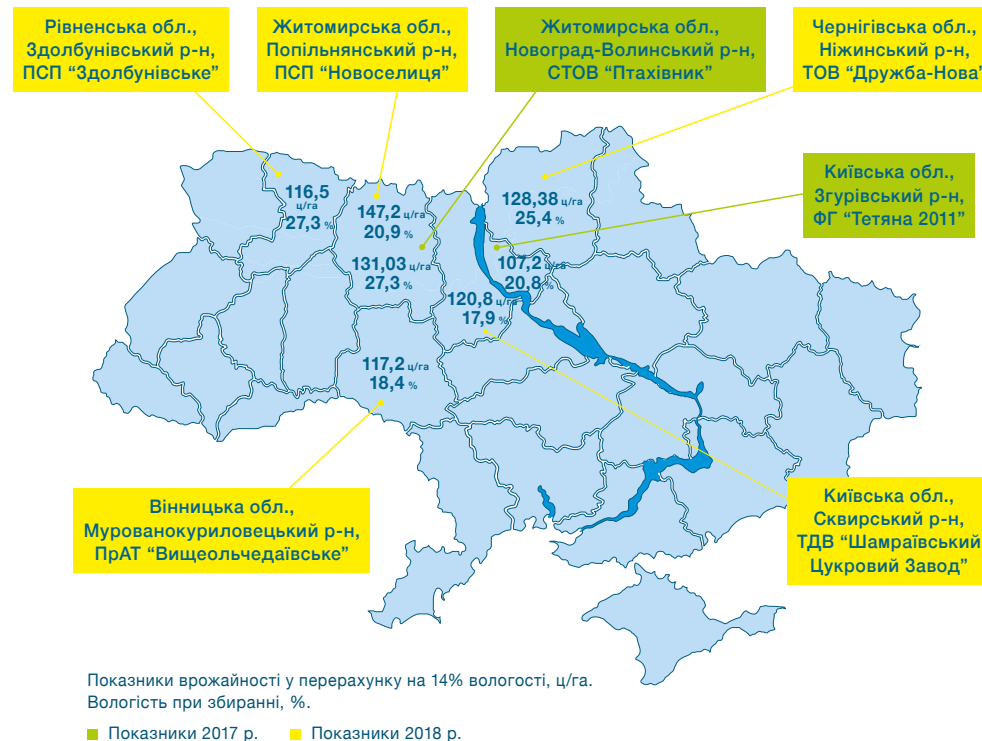 Рівненська обл.,
Здолбунівський р-н,
ПСП “Здолбунівське”
Житомирська обл.,
Попільнянський р-н,
ПСП “Новоселиця”
Житомирська обл.,
Новоград-Волинський р-н,
СТОВ “Птахівник”
Чернігівська обл.,
Ніжинський р-н,
ТОВ “Дружба-Нова”
Київська обл.,
Згурівський р-н,
ФГ “Тетяна 2011”
116,5
ц/га
27,3 %
147,2 ц/га
20,9 %
128,38 ц/га
25,4 %
131,03 ц/га
27,3 %
107,2 ц/га
20,8 %
120,8 ц/га
17,9 %
117,2 ц/га
18,4 %
Вінницька обл.,
Мурованокуриловецький р-н,
ПрАТ “Вищеольчедаївське”
Київська обл.,
Сквирський р-н,
ТДВ “Шамраївський
Цукровий Завод”
Показники врожайності у перерахунку на 14% вологості, ц/га.
Вологість при збиранні, %.
Показники 2017 р.
Показники 2018 р.